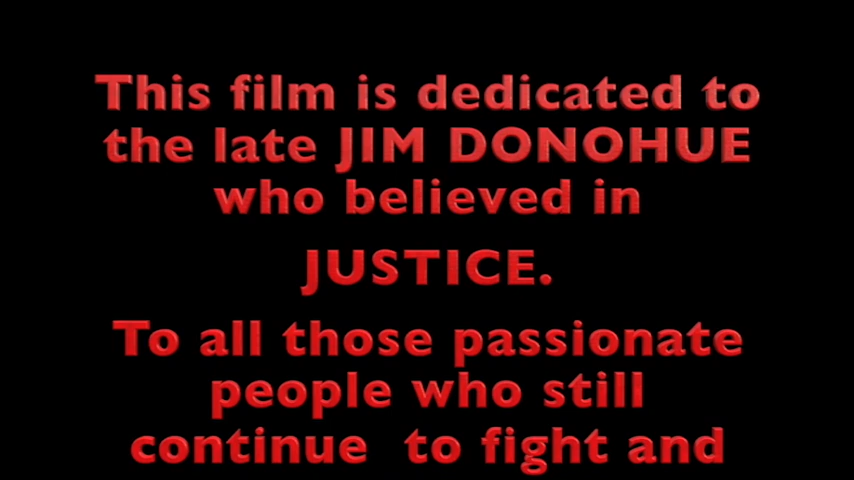 This film is dedicated to
the late JIM DONOHUE
who believed in
JUSTICE.
To all those passionate
people who still
continue to fight and